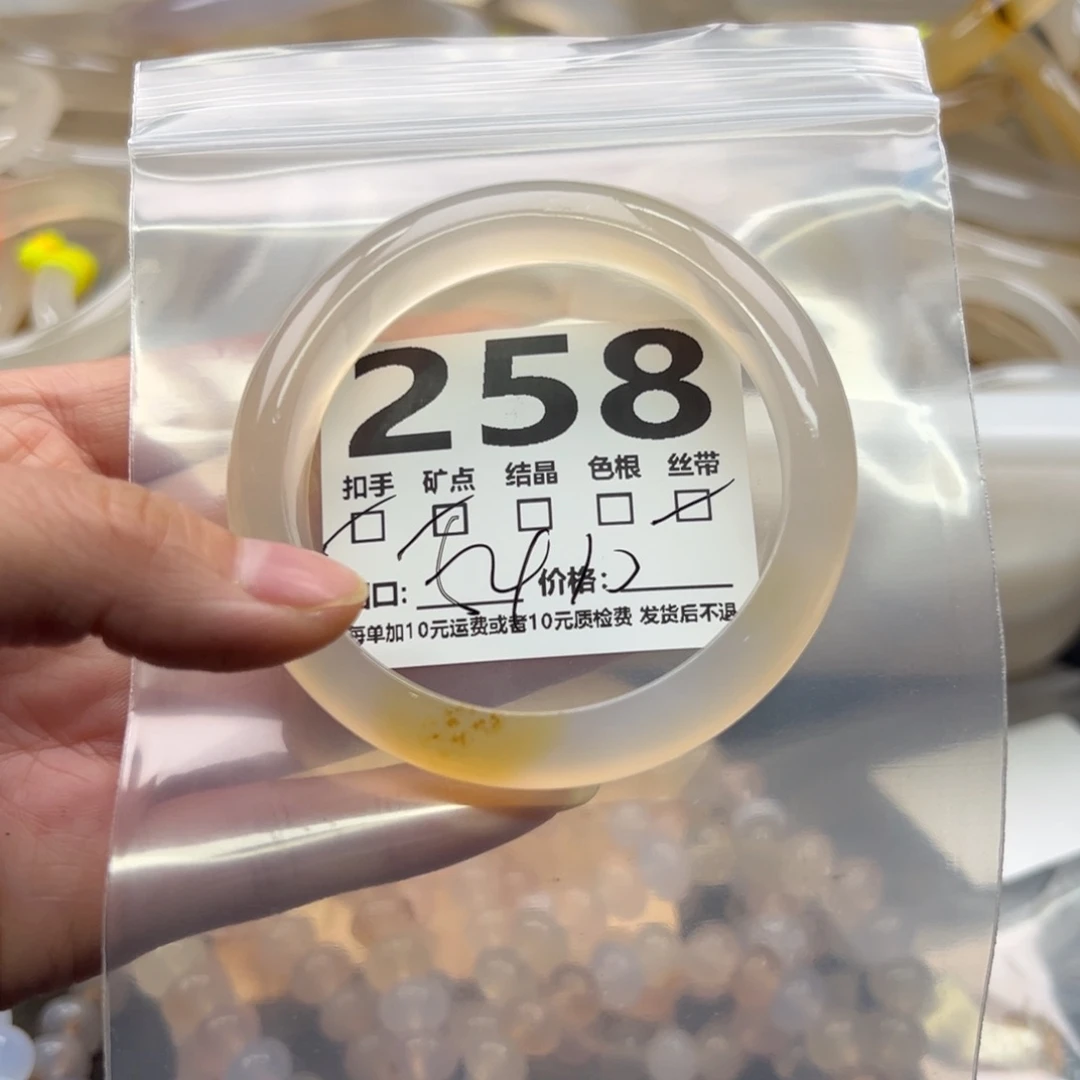 258
扣手 矿点 结晶 色根 丝带
口: 价格:
每单加10元运费或者10元质检费 发货后不退